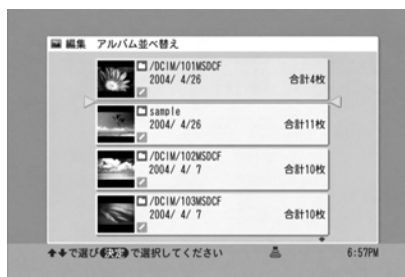 編集 アルバム並べ替え
/DCIM/101MSDCF
2004/ 4/26 合計4枚
sample
2004/ 4/26 合計11枚
/DCIM/102MSDCF
2004/ 4/ 7 合計10枚
/DCIM/103MSDCF
2004/ 4/ 7 合計10枚
で選び決定で選択してください 6:57PM